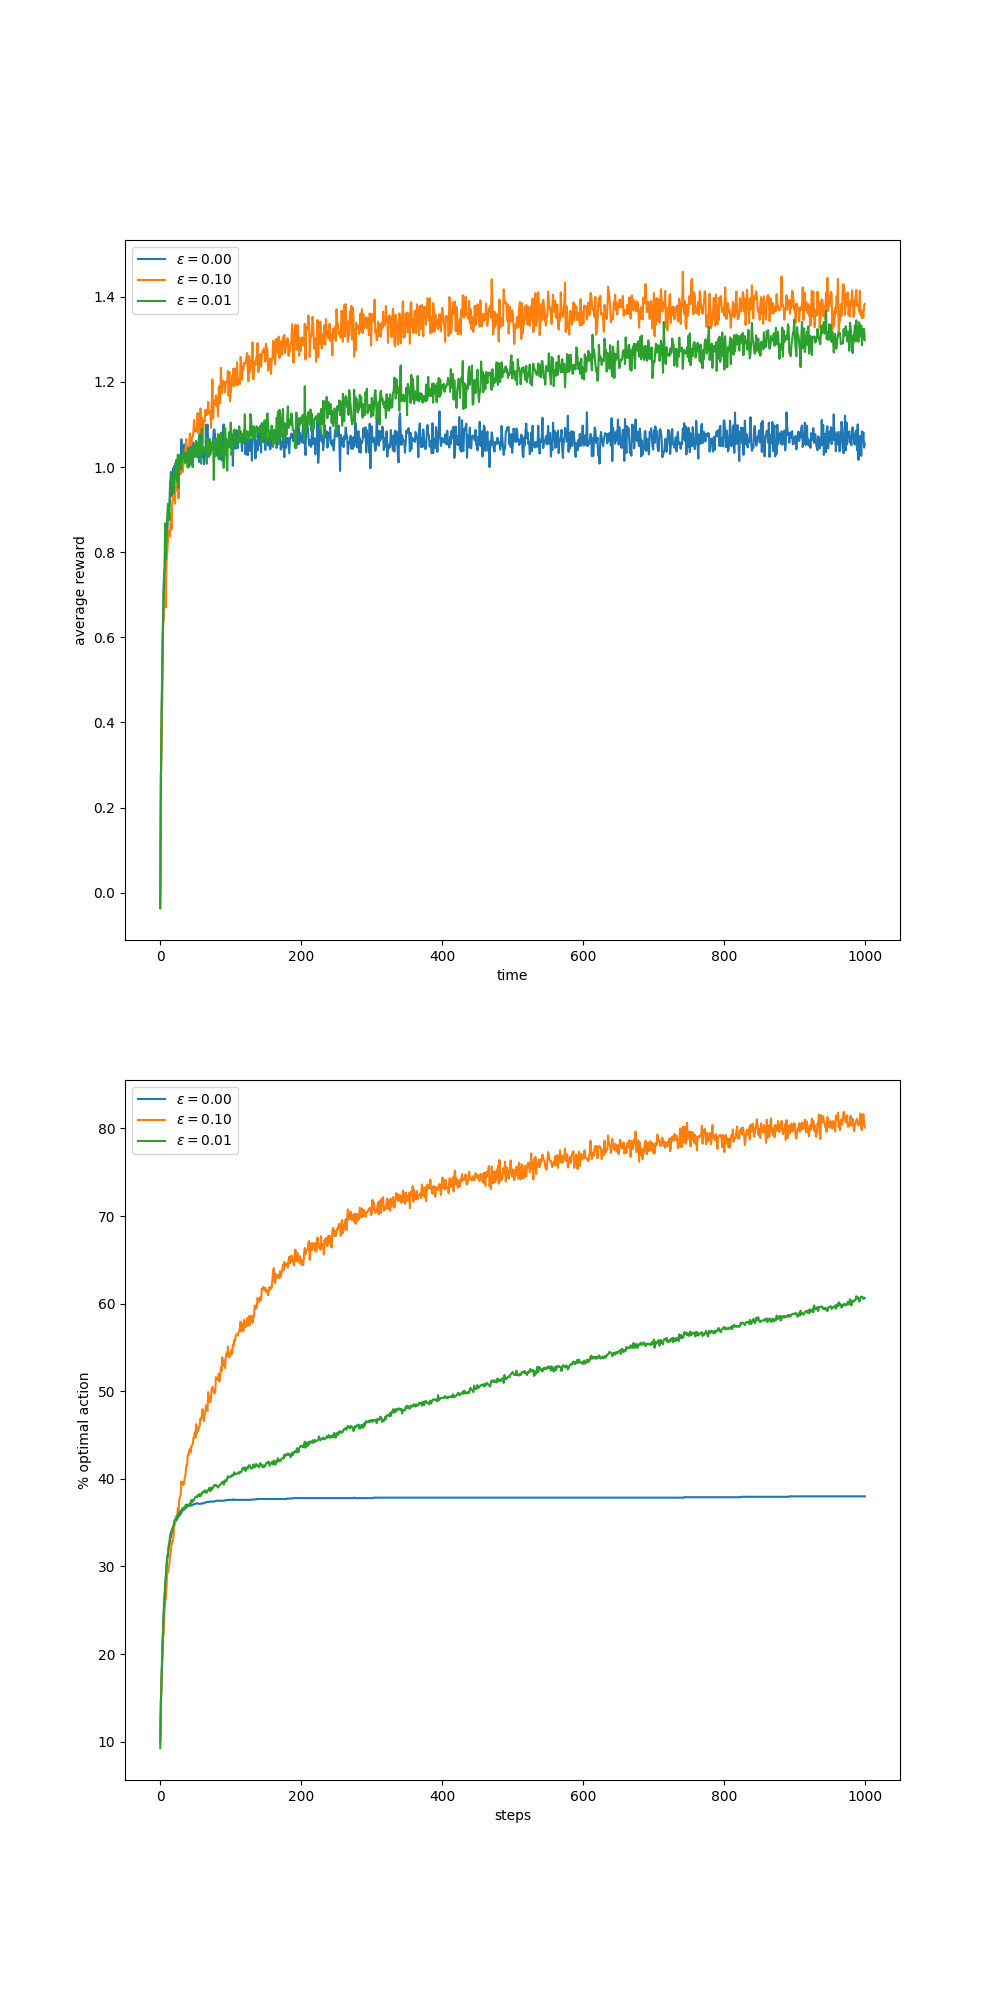 ε = 0.00
ε = 0.10
ε = 0.01
1.4
1.2
1.0
0.8
0.6
0.4
0.2
0.0
average reward
0 200 400 600 800 1000
time
ε = 0.00
ε = 0.10
ε = 0.01
80
70
60
50
40
30
20
10
% optimal action
0 200 400 600 800 1000
steps